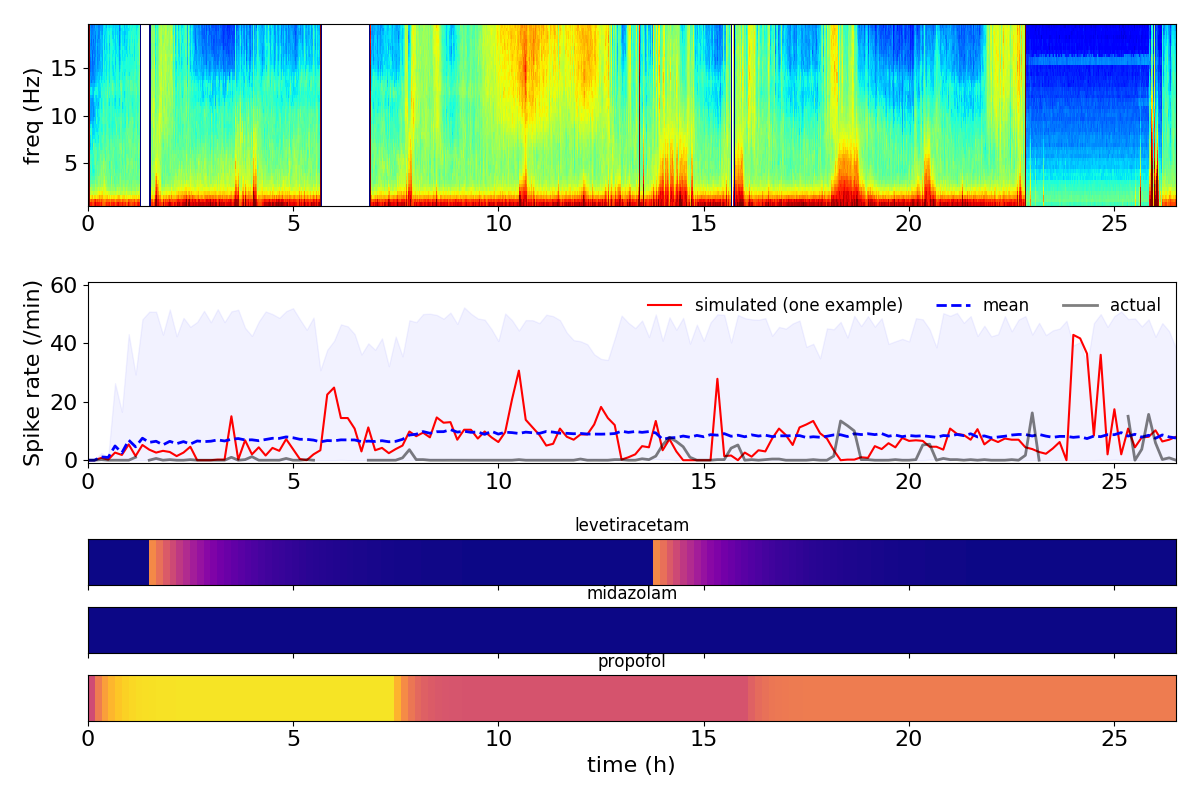 freq (Hz)
15
10
5
0 5 10 15 20 25
Spike rate (/min)
60
40
20
0
simulated (one example) mean actual
0 5 10 15 20 25
levetiracetam
midazolam
propofol
0 5 10 15 20 25
time (h)